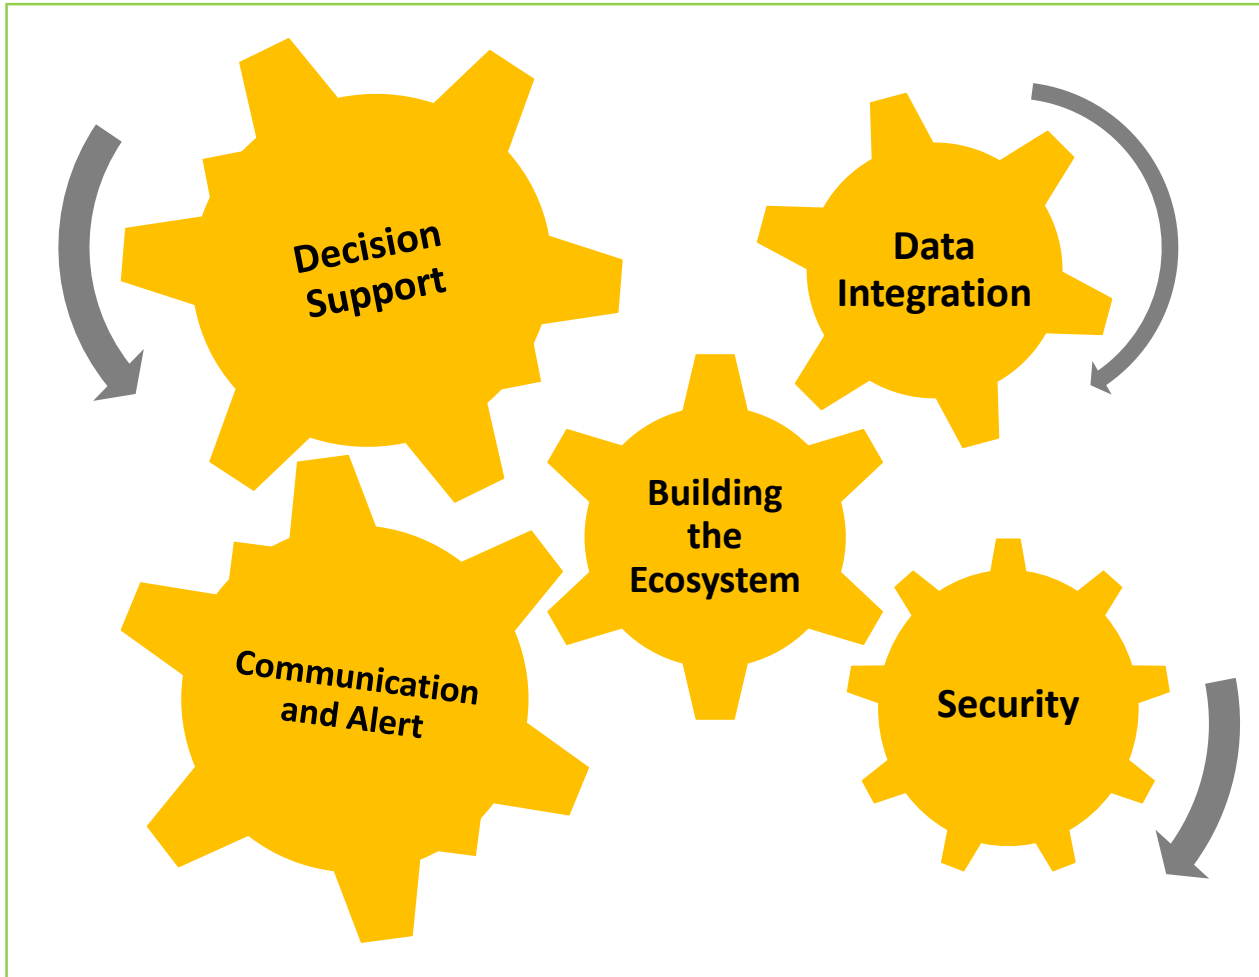 Decision
Support
Data
Integration
Building
the
Ecosystem
Communication
and Alert
Security